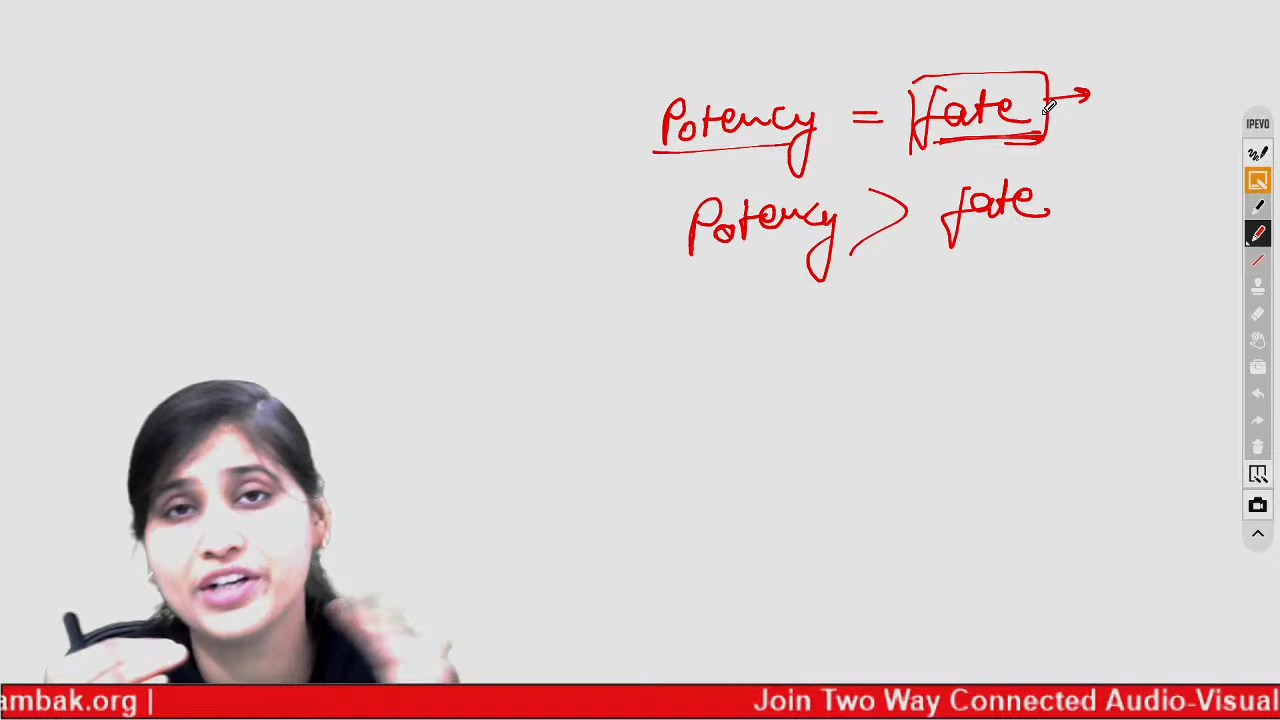 Potency = fate
Potency > fate
IPEVO
ambak.org | Join Two Way Connected Audio-Visual